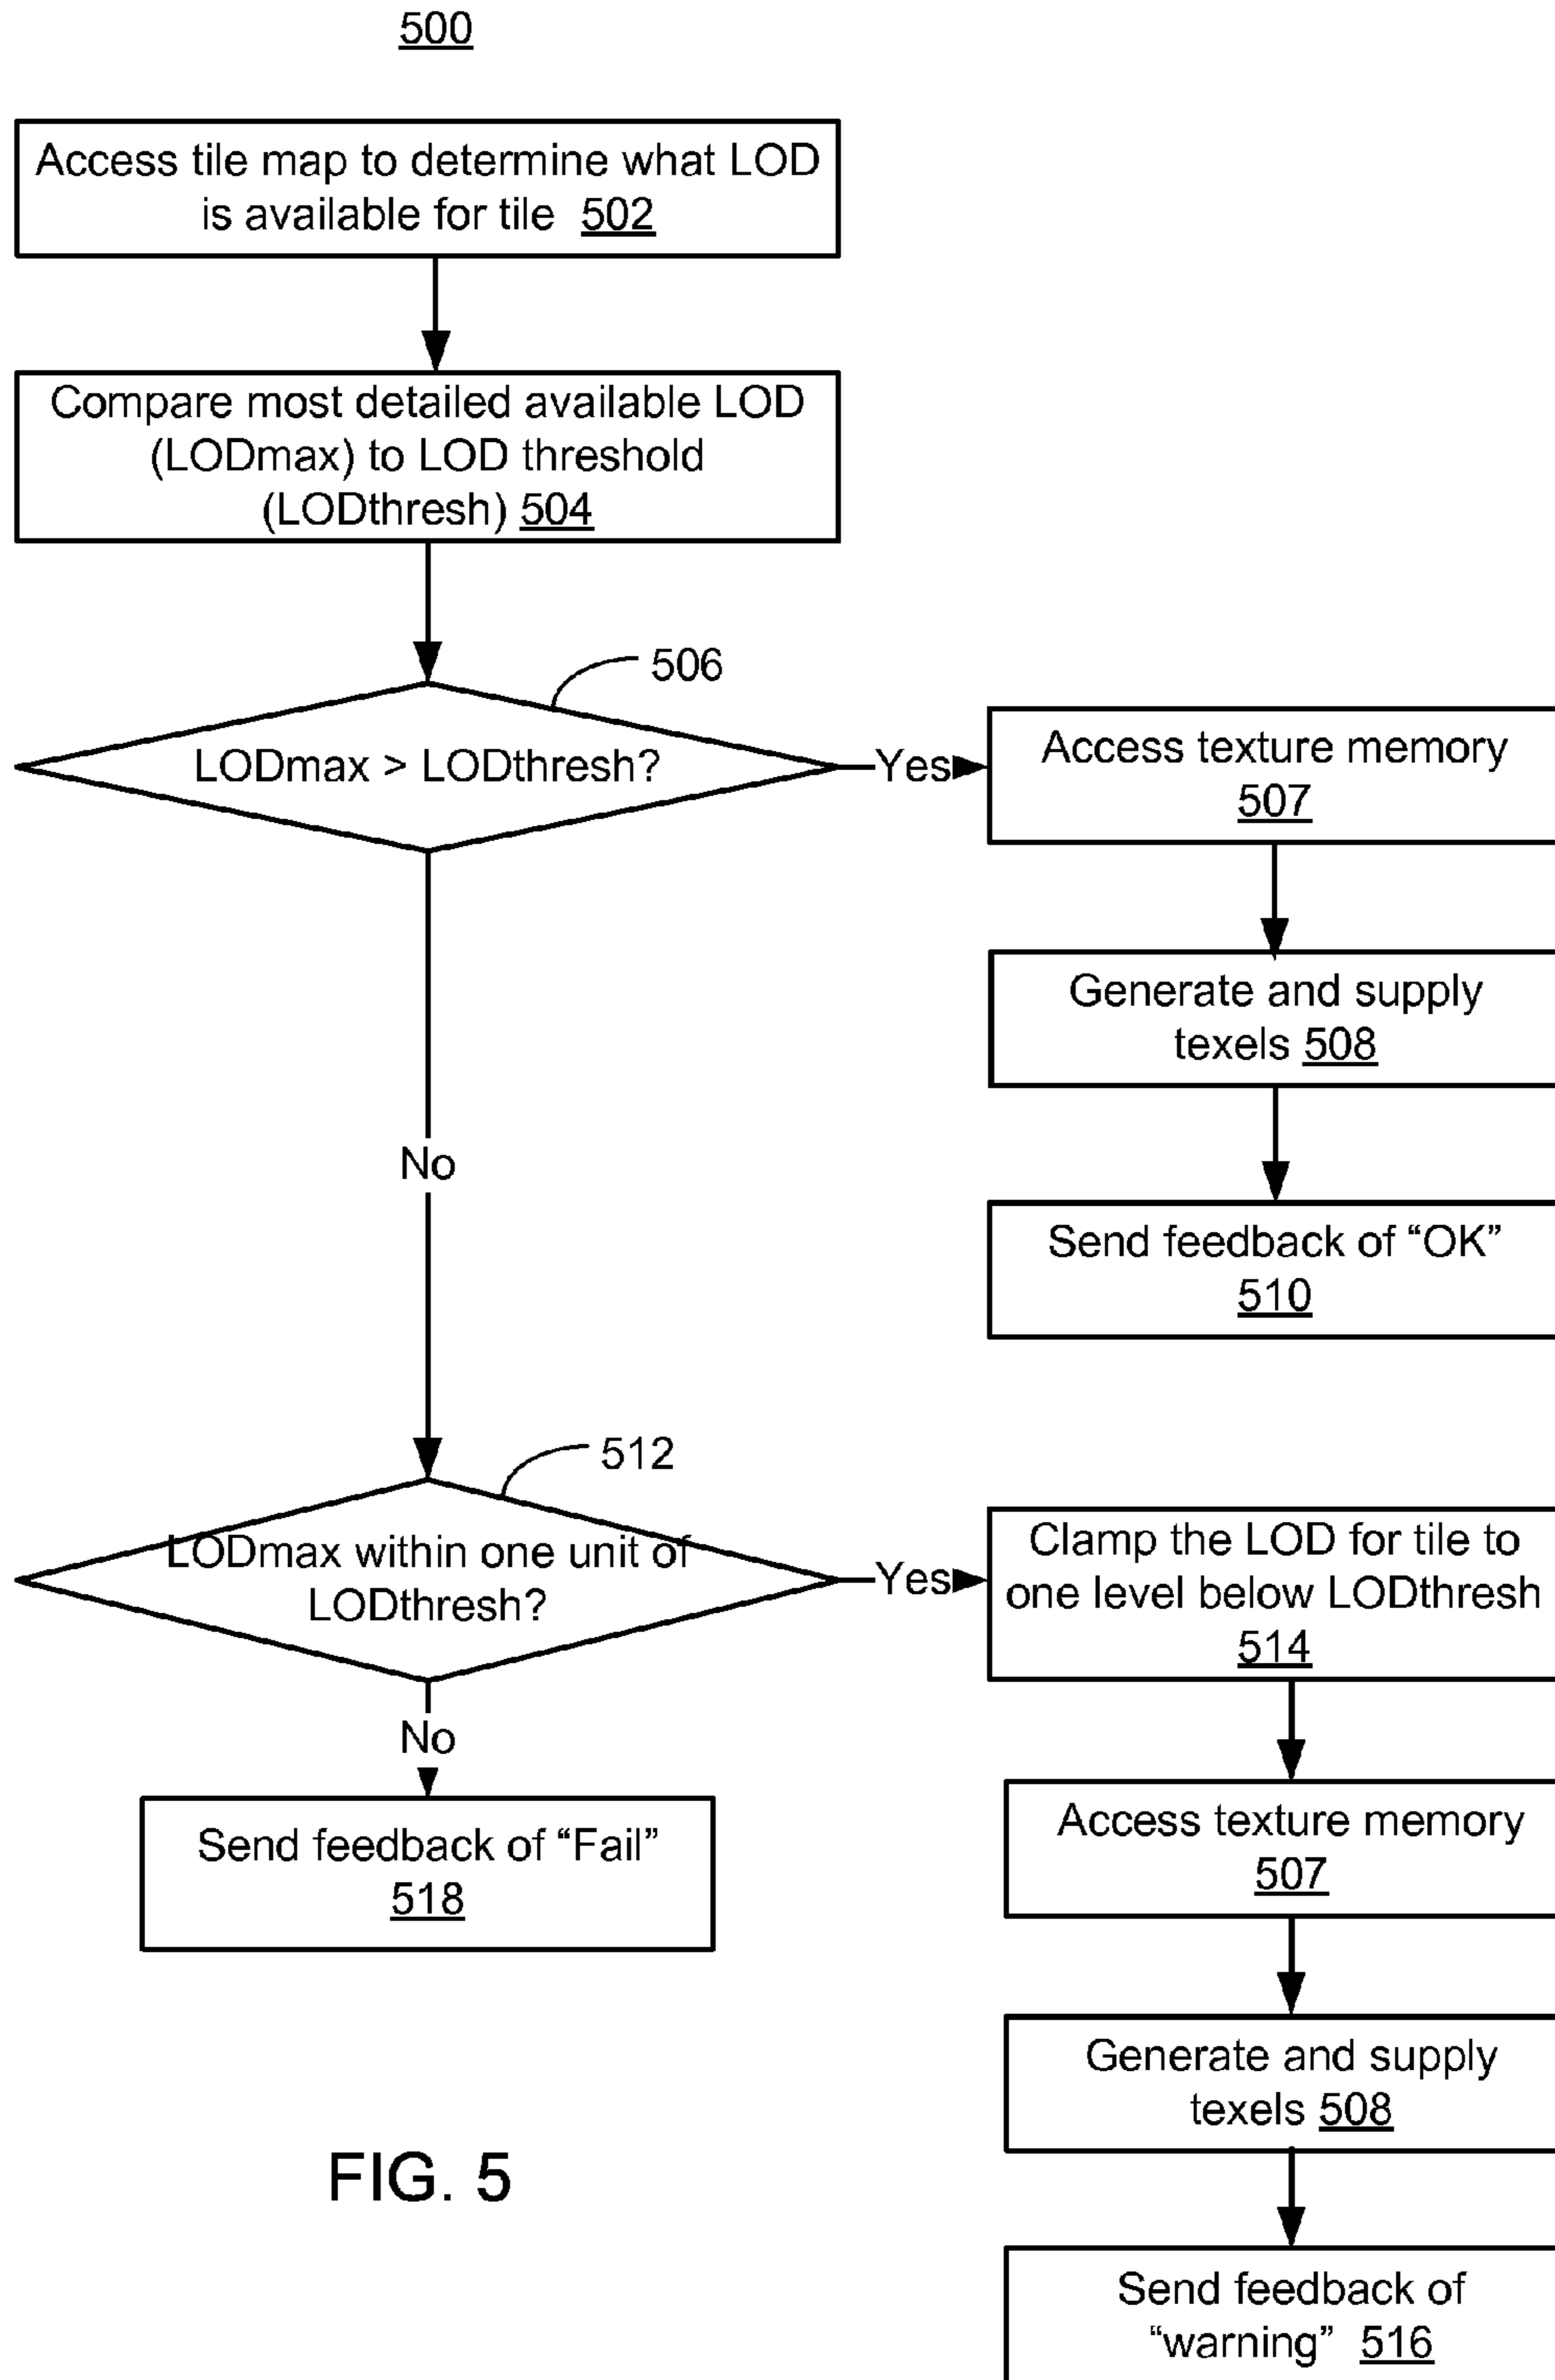 500
Access tile map to determine what LOD
is available for tile 502
Compare most detailed available LOD
(LODmax) to LOD threshold
(LODthresh) 504
506
LODmax > LODthresh?
Yes
Access texture memory
507
Generate and supply
texels 508
Send feedback of “OK”
510
No
512
LODmax within one unit of
LODthresh?
Yes
Clamp the LOD for tile to
one level below LODthresh
514
No
Send feedback of “Fail”
518
Access texture memory
507
Generate and supply
texels 508
Send feedback of
“warning” 516
FIG. 5